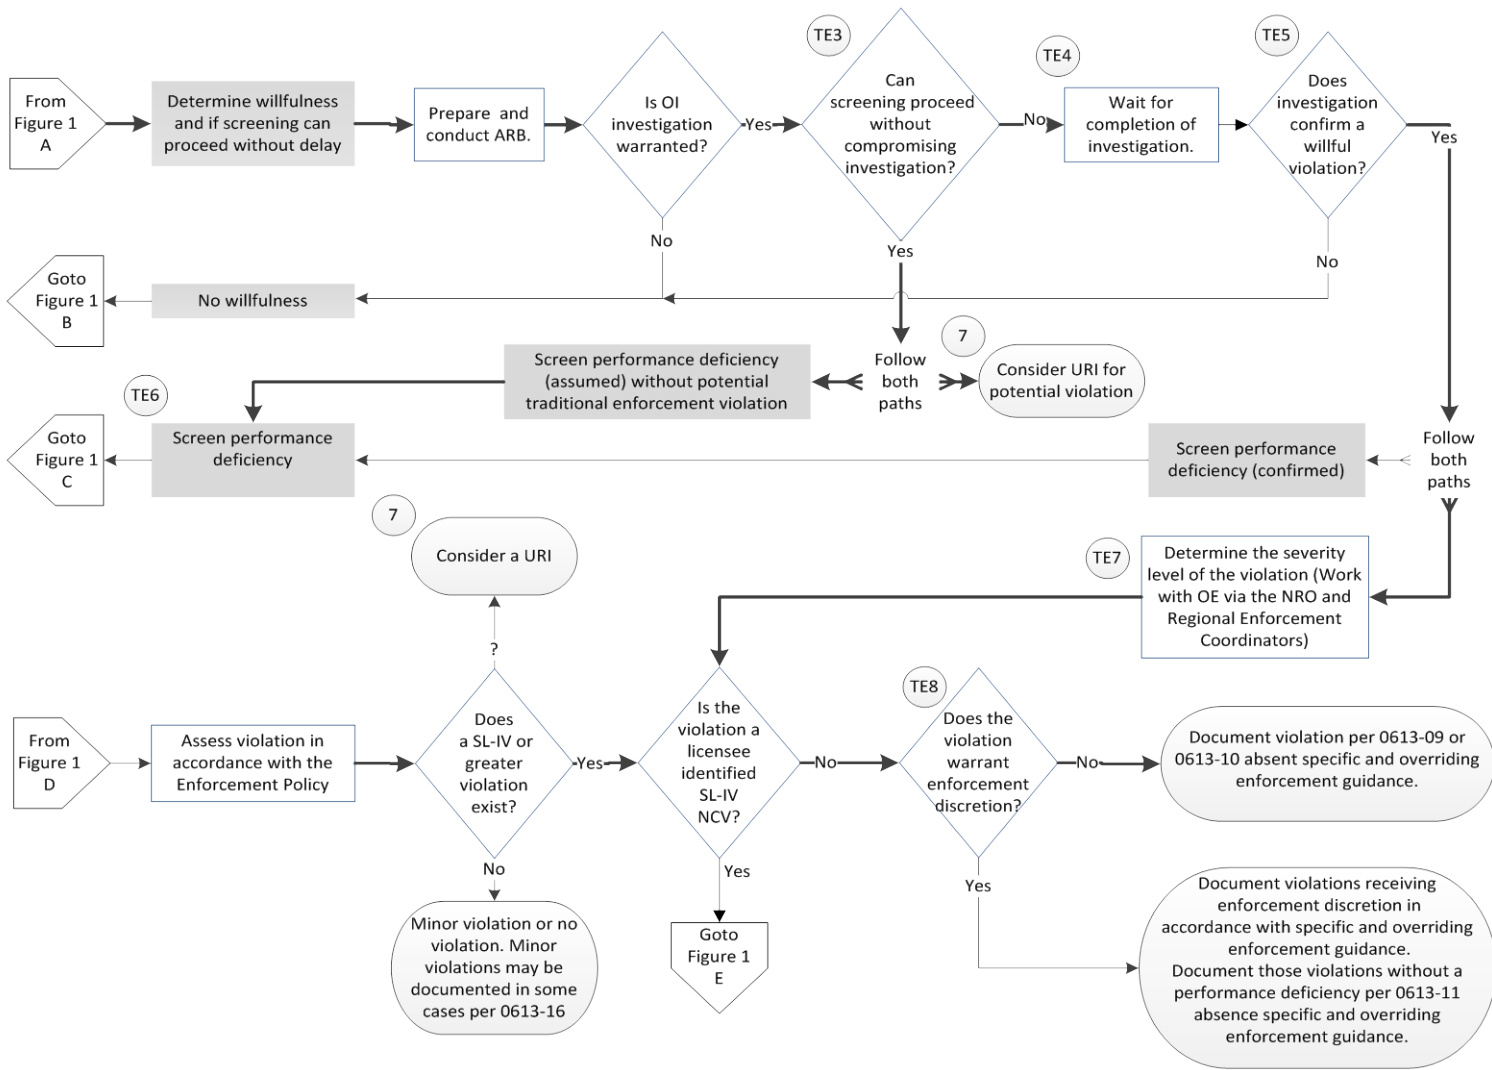 From
Figure 1
A
Determine willfulness
and if screening can
proceed without delay
Prepare and
conduct ARB.
Is OI
investigation
warranted?
Yes
No
TE3
Can
screening proceed
without
compromising
investigation?
No
Yes
TE4
Wait for
completion of
investigation.
TE5
Does
investigation
confirm a
willful
violation?
Yes
No
Goto
Figure 1
B
No willfulness
Screen performance deficiency
(assumed) without potential
traditional enforcement violation
Follow
both
paths
7
Consider URI for
potential violation
TE6
Goto
Figure 1
C
Screen performance
deficiency
Screen performance
deficiency (confirmed)
Follow
both
paths
7
Consider a URI
TE7
Determine the severity
level of the violation (Work
with OE via the NRO and
Regional Enforcement
Coordinators)
?
From
Figure 1
D
Assess violation in
accordance with the
Enforcement Policy
Does
a SL-IV or
greater
violation
exist?
Yes
No
Is the
violation a
licensee
identified
SL-IV
NCV?
No
Yes
TE8
Does the
violation
warrant
enforcement
discretion?
No
Yes
Document violation per 0613-09 or
0613-10 absent specific and overriding
enforcement guidance.
Minor violation or no
violation. Minor
violations may be
documented in some
cases per 0613-16
Goto
Figure 1
E
Document violations receiving
enforcement discretion in
accordance with specific and overriding
enforcement guidance.
Document those violations without a
performance deficiency per 0613-11
absence specific and overriding
enforcement guidance.